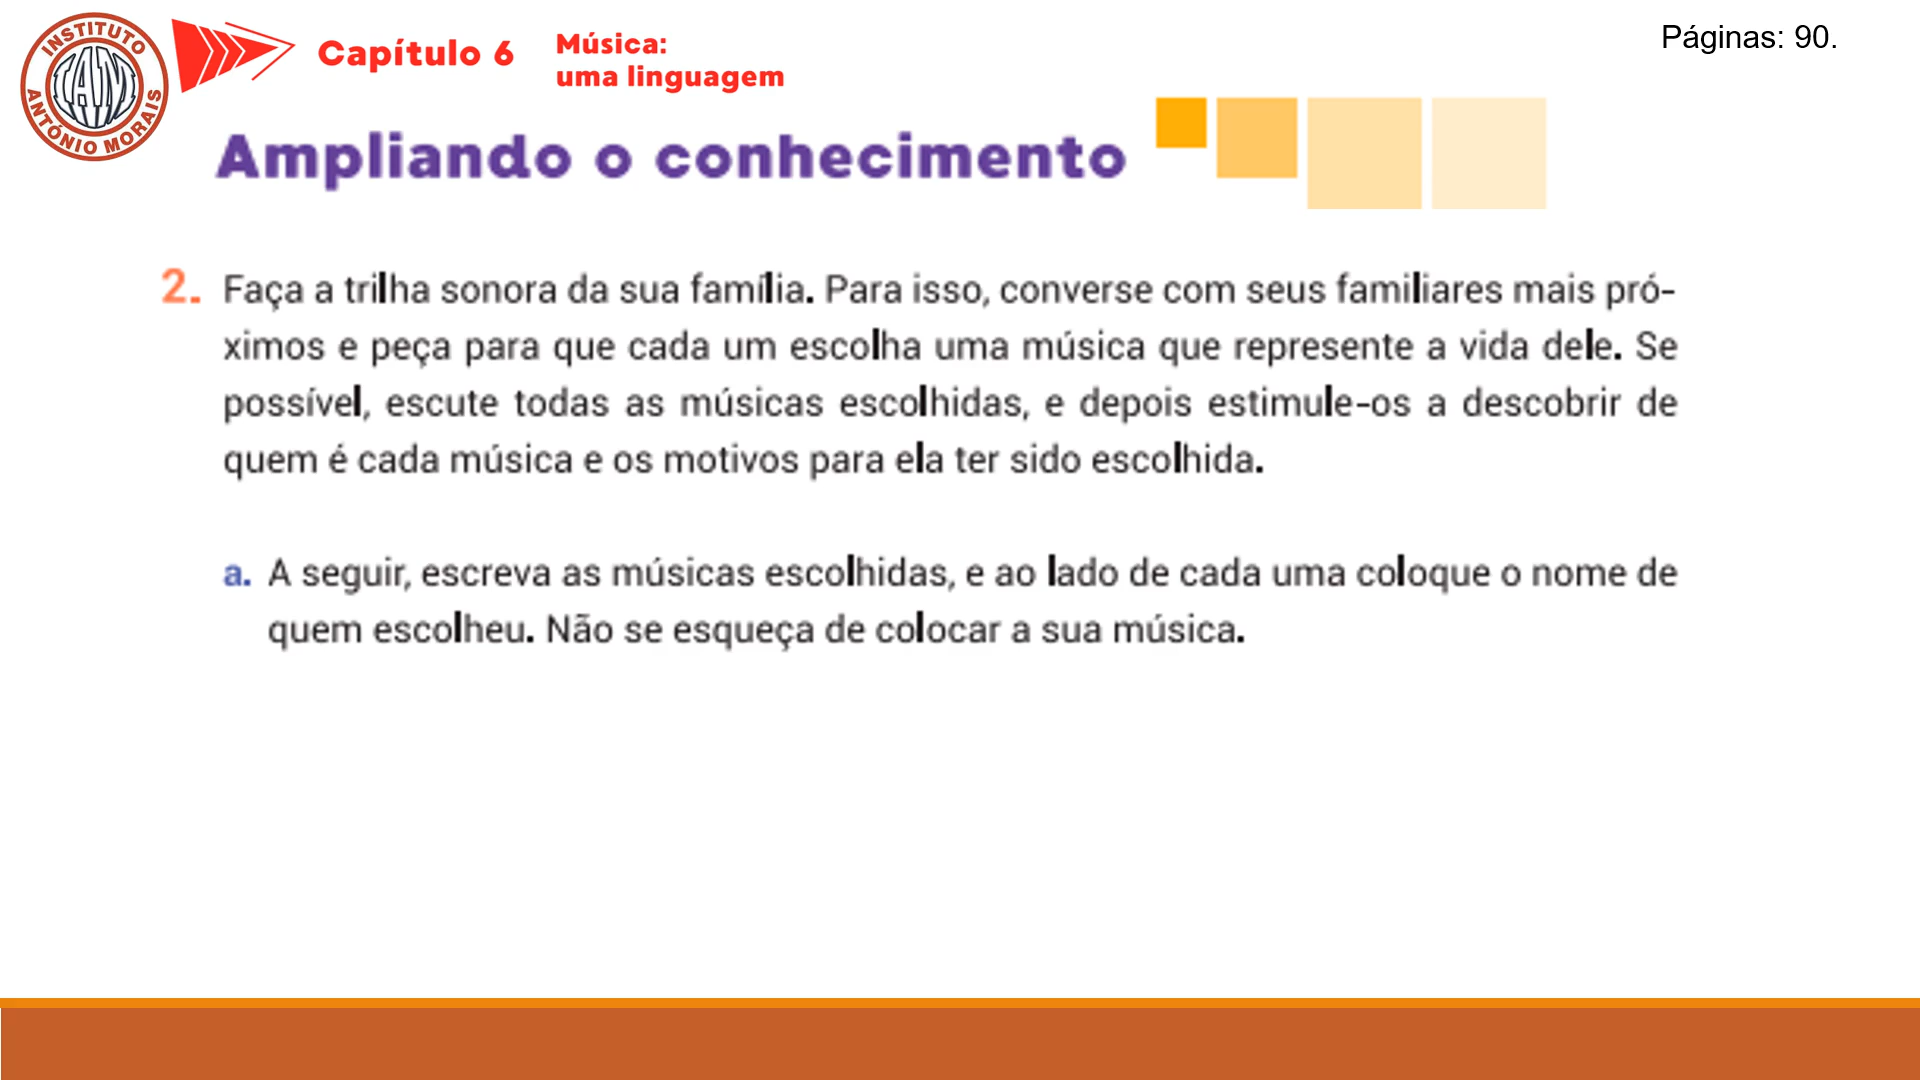 INSTITUTO
IAM
ANTÓNIO MORAIS
Capítulo 6
Música:
uma linguagem
Páginas: 90.
Ampliando o conhecimento
2. Faça a trilha sonora da sua família. Para isso, converse com seus familiares mais pró-
ximos e peça para que cada um escolha uma música que represente a vida dele. Se
possível, escute todas as músicas escolhidas, e depois estimule-os a descobrir de
quem é cada música e os motivos para ela ter sido escolhida.
a. A seguir, escreva as músicas escolhidas, e ao lado de cada uma coloque o nome de
quem escolheu. Não se esqueça de colocar a sua música.